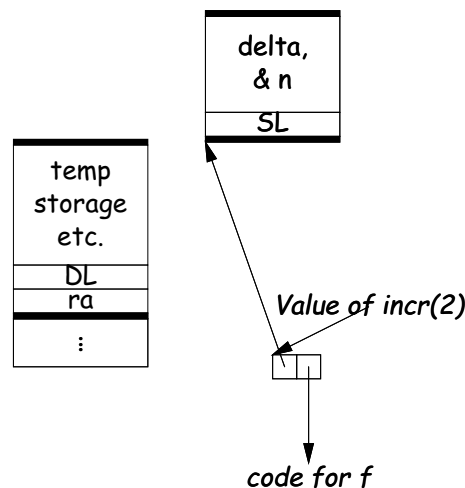 delta,
& n
SL
temp
storage
etc.
DL
ra
⋮
Value of incr(2)
code for f